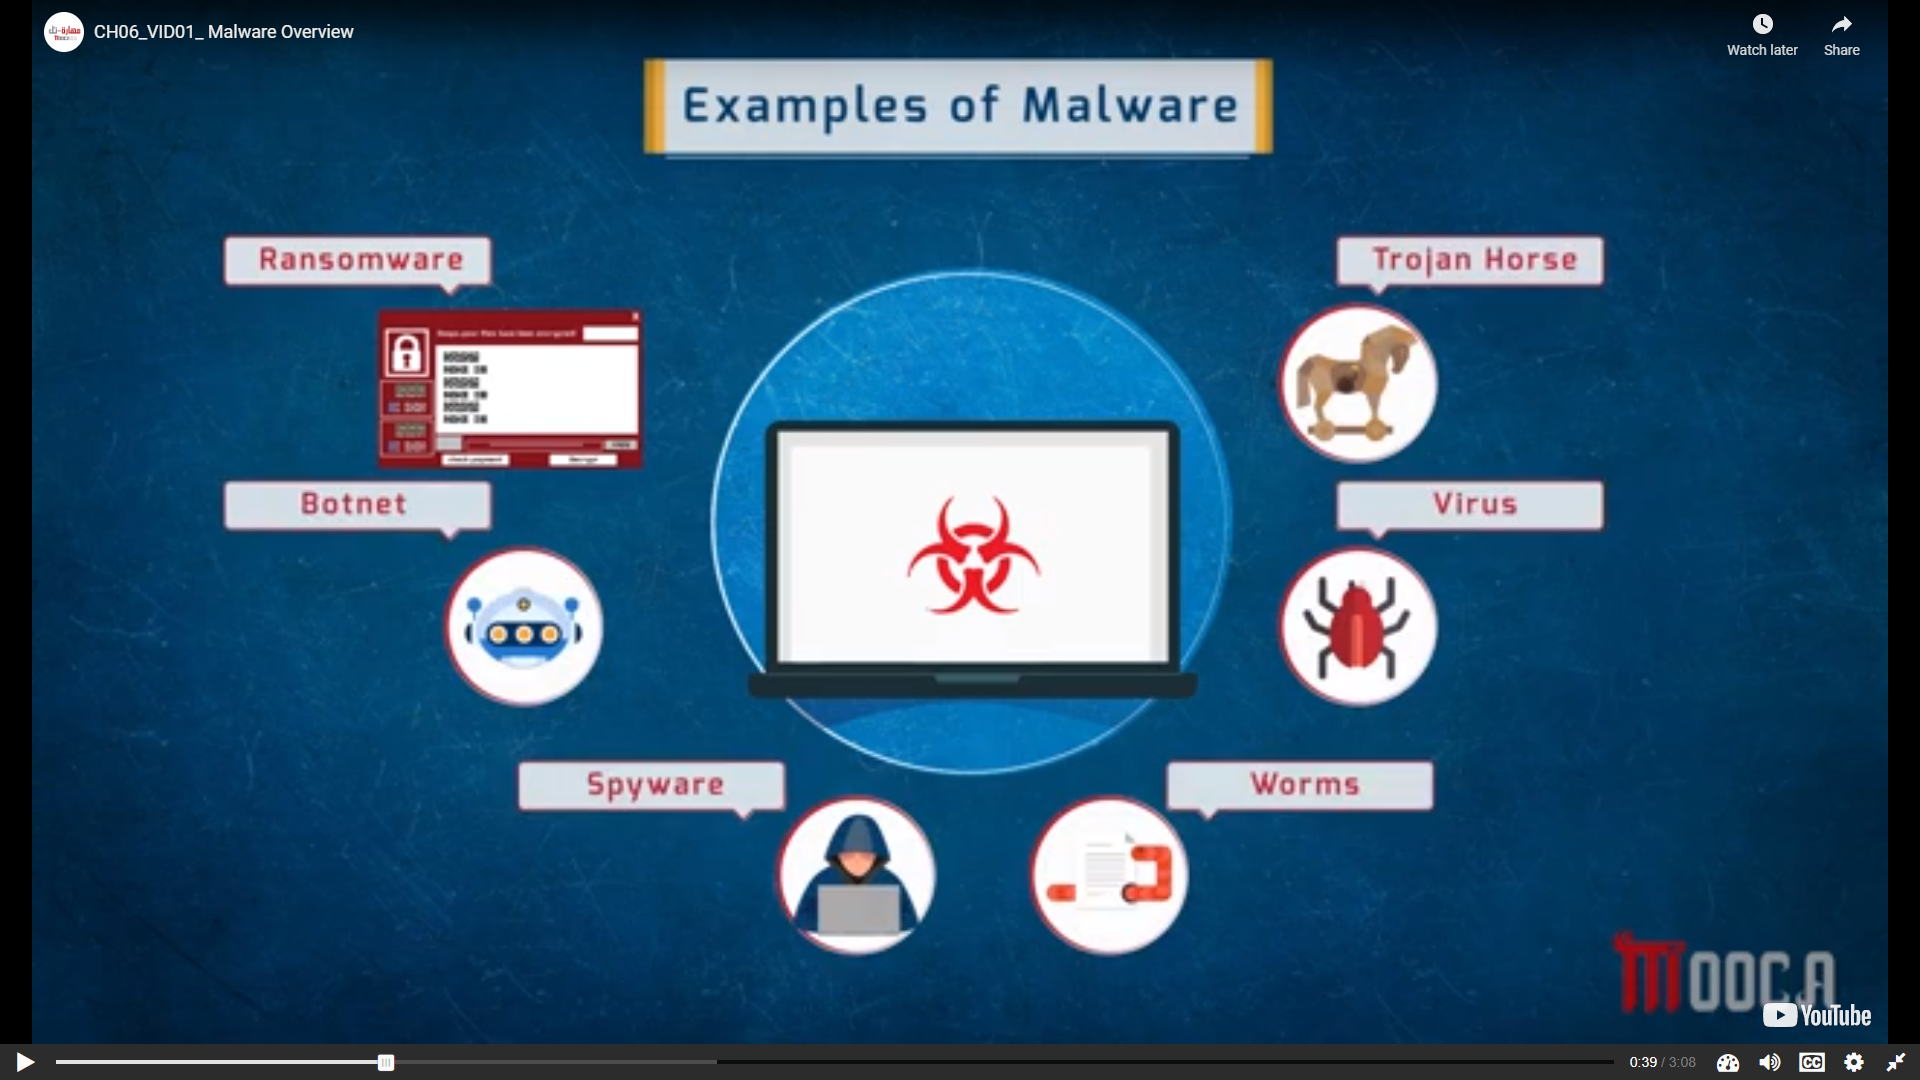 CH06_VID01_ Malware Overview
Watch later
Share
Examples of Malware
Ransomware
Trojan Horse
Botnet
Virus
Spyware
Worms
MOOCA
YouTube
0:39 / 3:08
CC